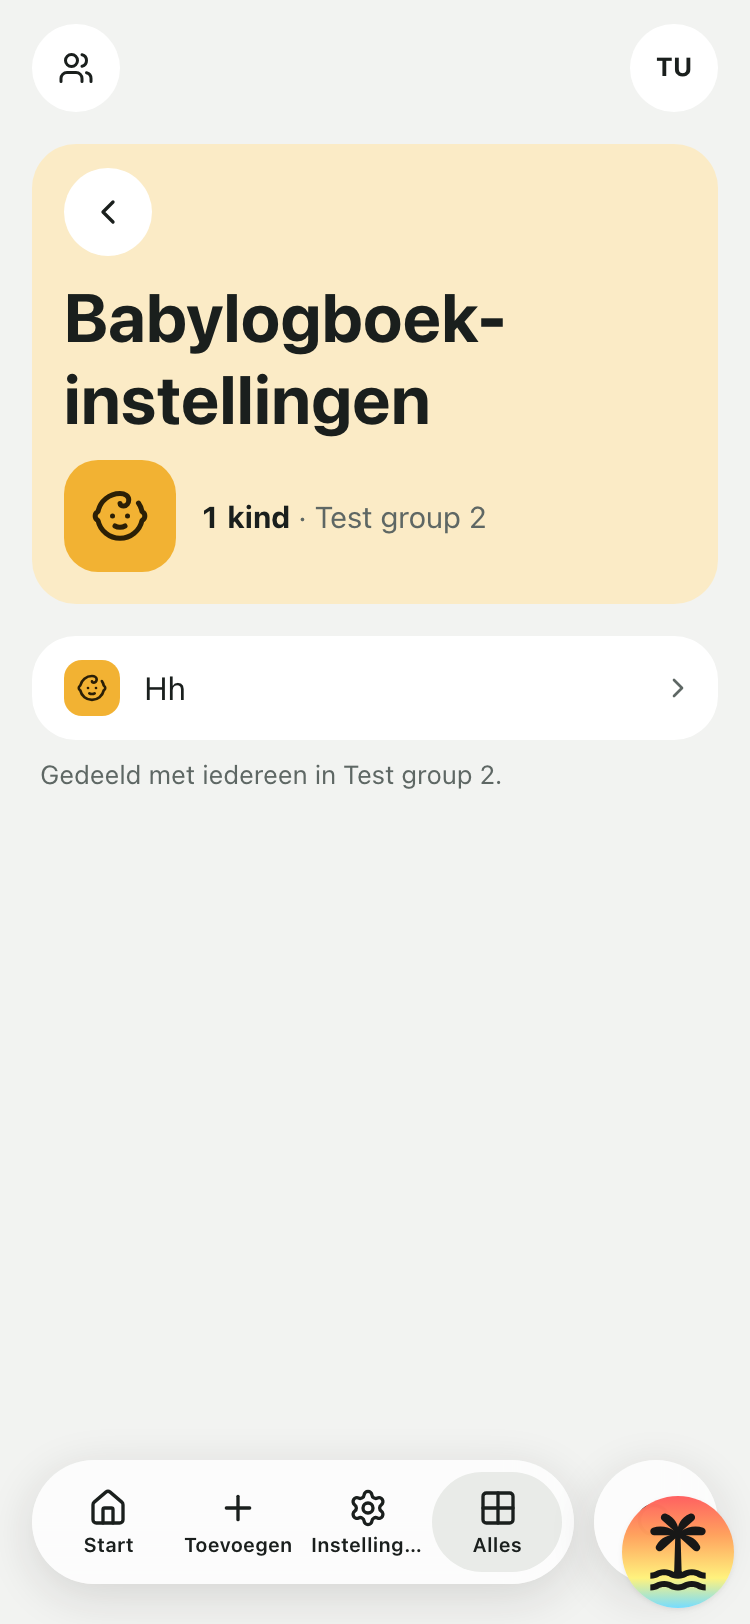 TU
Babylogboek-
instellingen
1 kind · Test group 2
Hh
Gedeeld met iedereen in Test group 2.
Start
Toevoegen
Instelling...
Alles